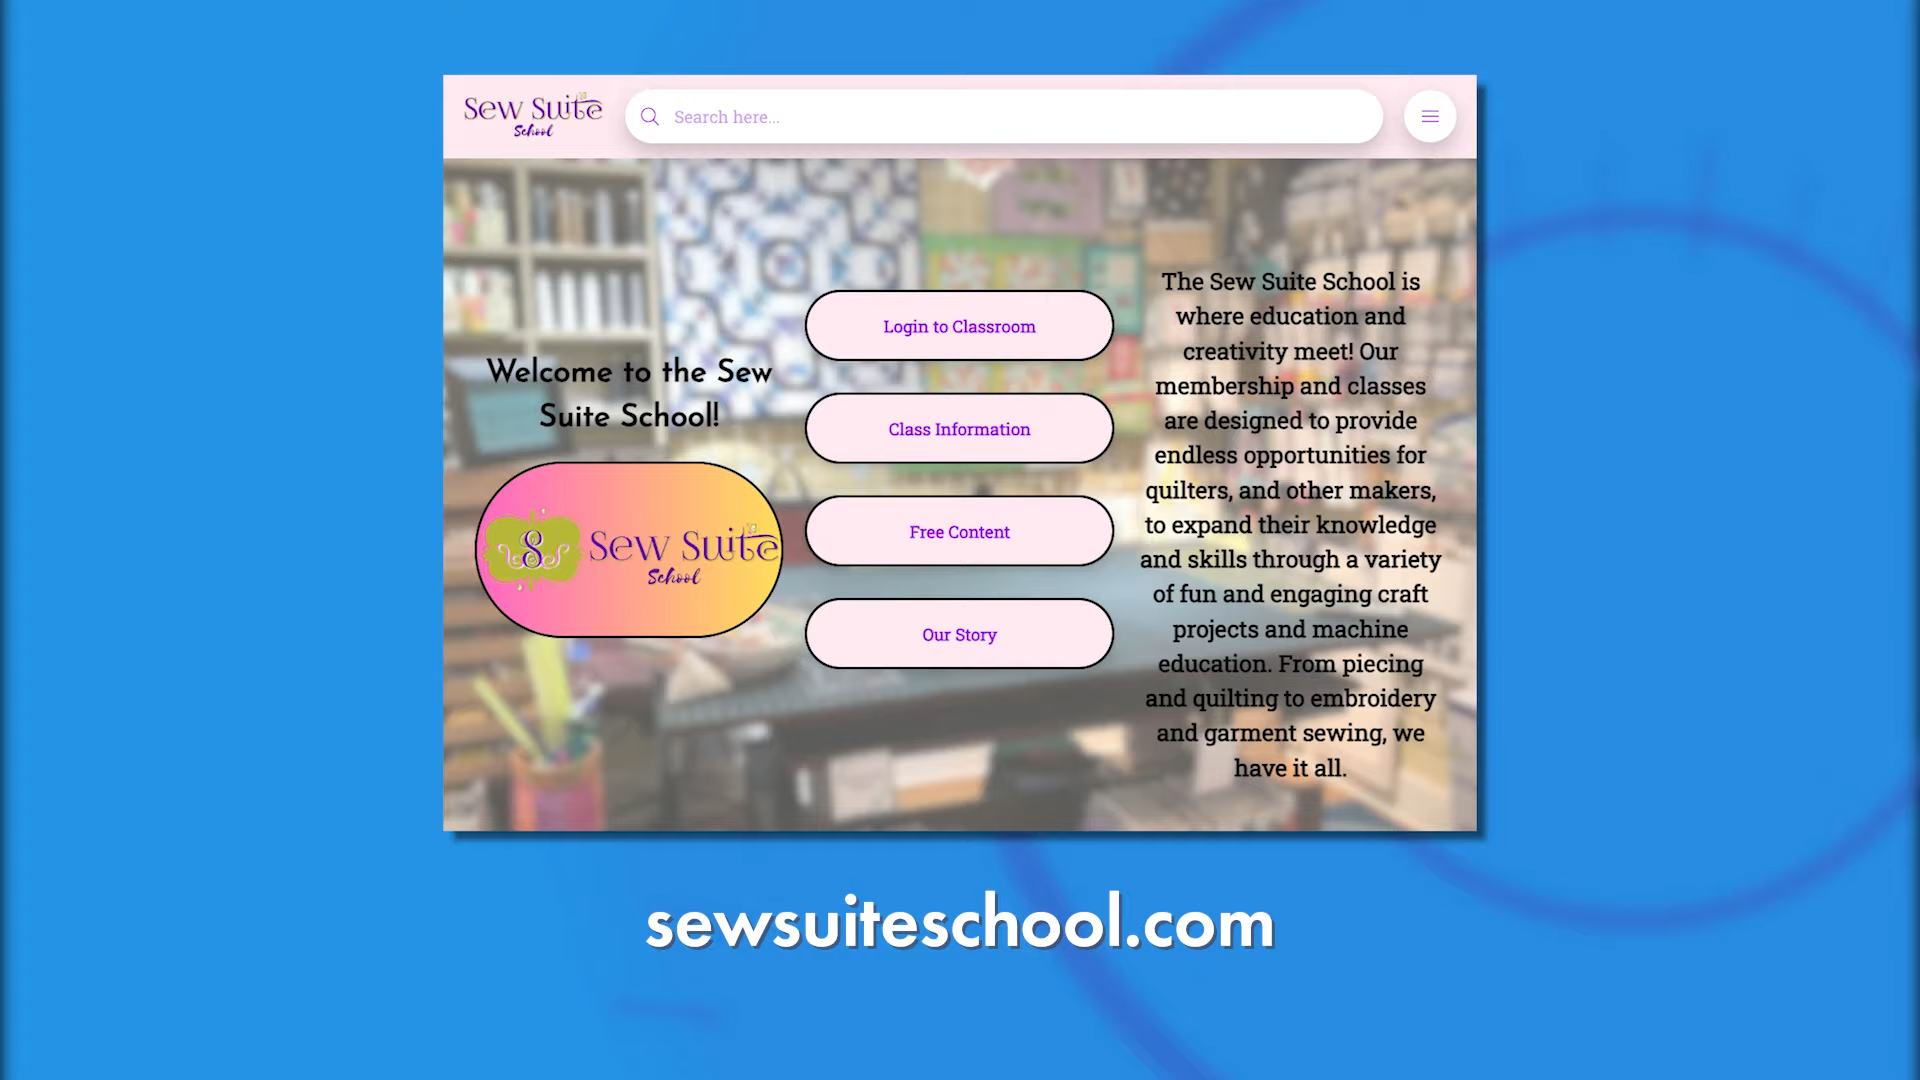 Sew Suite
School
Search here...
Welcome to the Sew
Suite School!
S
Sew Suite
School
Login to Classroom
Class Information
Free Content
Our Story
The Sew Suite School is
where education and
creativity meet! Our
membership and classes
are designed to provide
endless opportunities for
quilters, and other makers,
to expand their knowledge
and skills through a variety
of fun and engaging craft
projects and machine
education. From piecing
and quilting to embroidery
and garment sewing, we
have it all.
sewsuiteschool.com